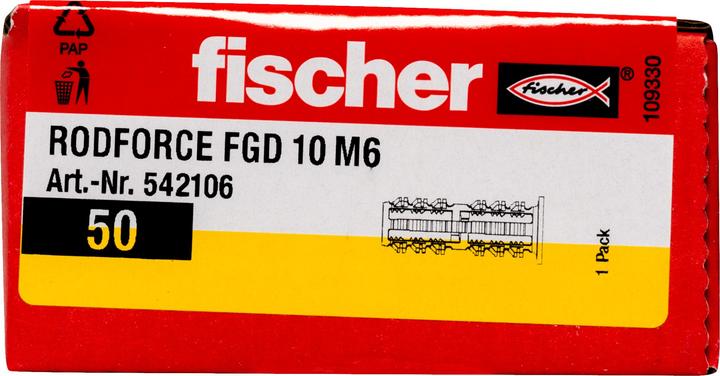 PAP
fischer
fischer®
109330
RODFORCE FGD 10 M6
Art.-Nr. 542106
50
1 Pack